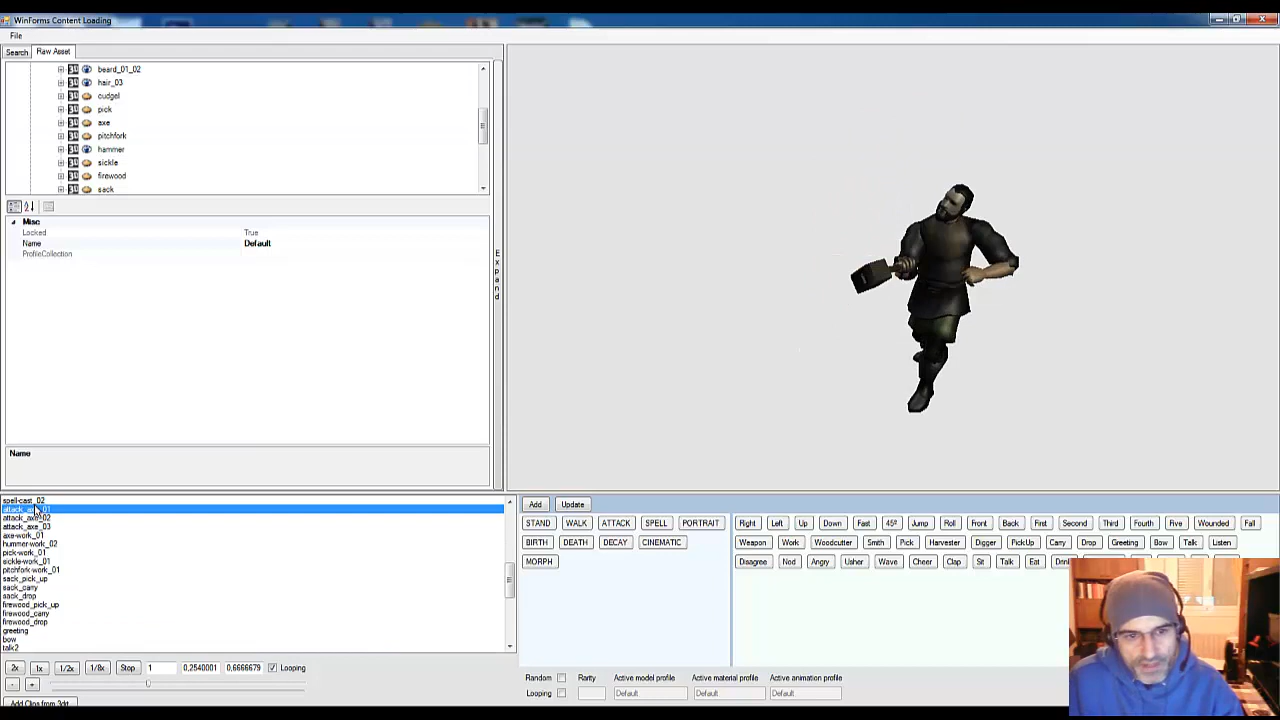 WinForms Content Loading
File
Search Raw Asset
beard_01_02
hair_03
cudgel
pick
axe
pitchfork
hammer
sickle
firewood
sack
Misc
Locked True
Name Default
ProfileCollection
Expand
Name
spell-cast_02
attack_axe_01
attack_axe_02
attack_axe_03
axe-work_01
hummer-work_02
pick-work_01
sickle-work_01
pitchfork-work_01
sack_pick_up
sack_carry
sack_drop
firewood_pick_up
firewood_carry
firewood_drop
greeting
bow
talk2
Add Update
STAND WALK ATTACK SPELL PORTRAIT
BIRTH DEATH DECAY CINEMATIC
MORPH
Right Left Up Down Fast 45º Jump Roll Front Back First Second Third Fourth Five Wounded Fall
Weapon Work Woodcutter Smith Pick Harvester Digger PickUp Carry Drop Greeting Bow Talk Listen
Disagree Nod Angry Usher Wave Cheer Clap Sit Talk Eat
2x 1x 1/2x 1/8x Stop 1 0,2540001 0,6666679 Looping
- +
Add Clips from 3drt
Random Rarity Active model profile Active material profile Active animation profile
Looping Default Default Default